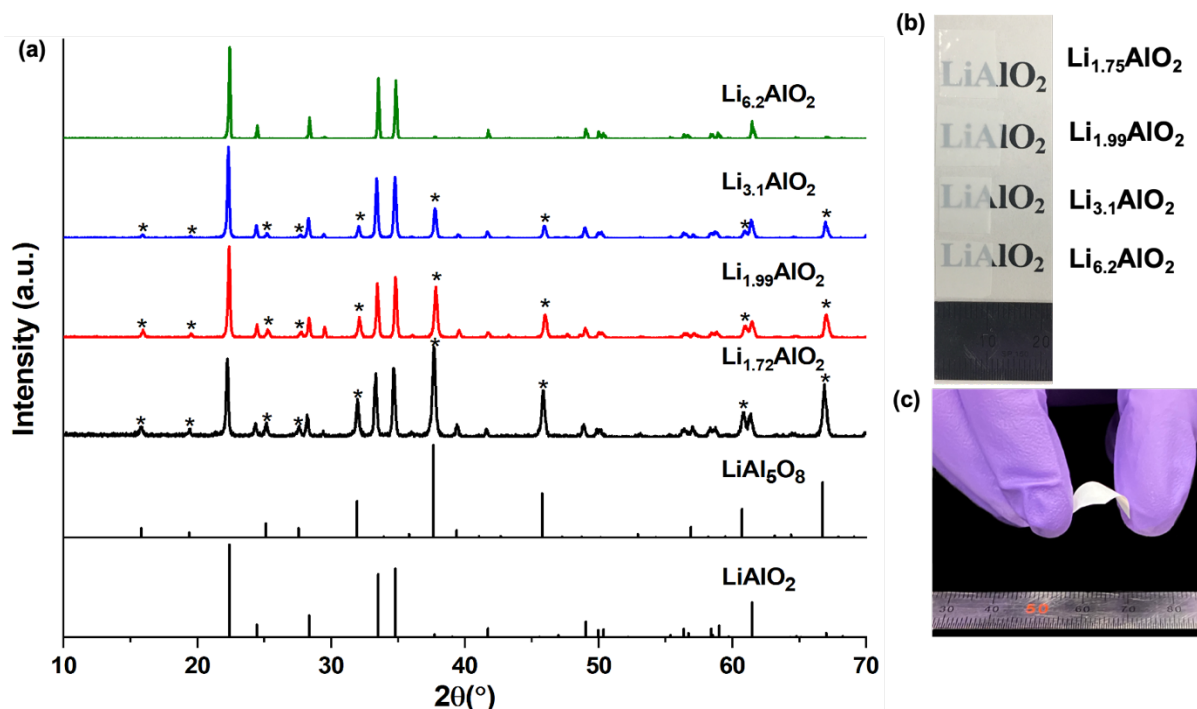 (a)
Li6.2AlO2
Li3.1AlO2
* * * * * * * * *
Li1.99AlO2
* * * * * * * * *
Li1.72AlO2
* * * * * * * * *
LiAl5O8
LiAlO2
Intensity (a.u.)
10 20 30 40 50 60 70
2θ(°)
(b)
LiAlO2 Li1.75AlO2
LiAlO2 Li1.99AlO2
LiAlO2 Li3.1AlO2
LiAlO2 Li6.2AlO2
10 20
(c)
30 40 50 60 70 80